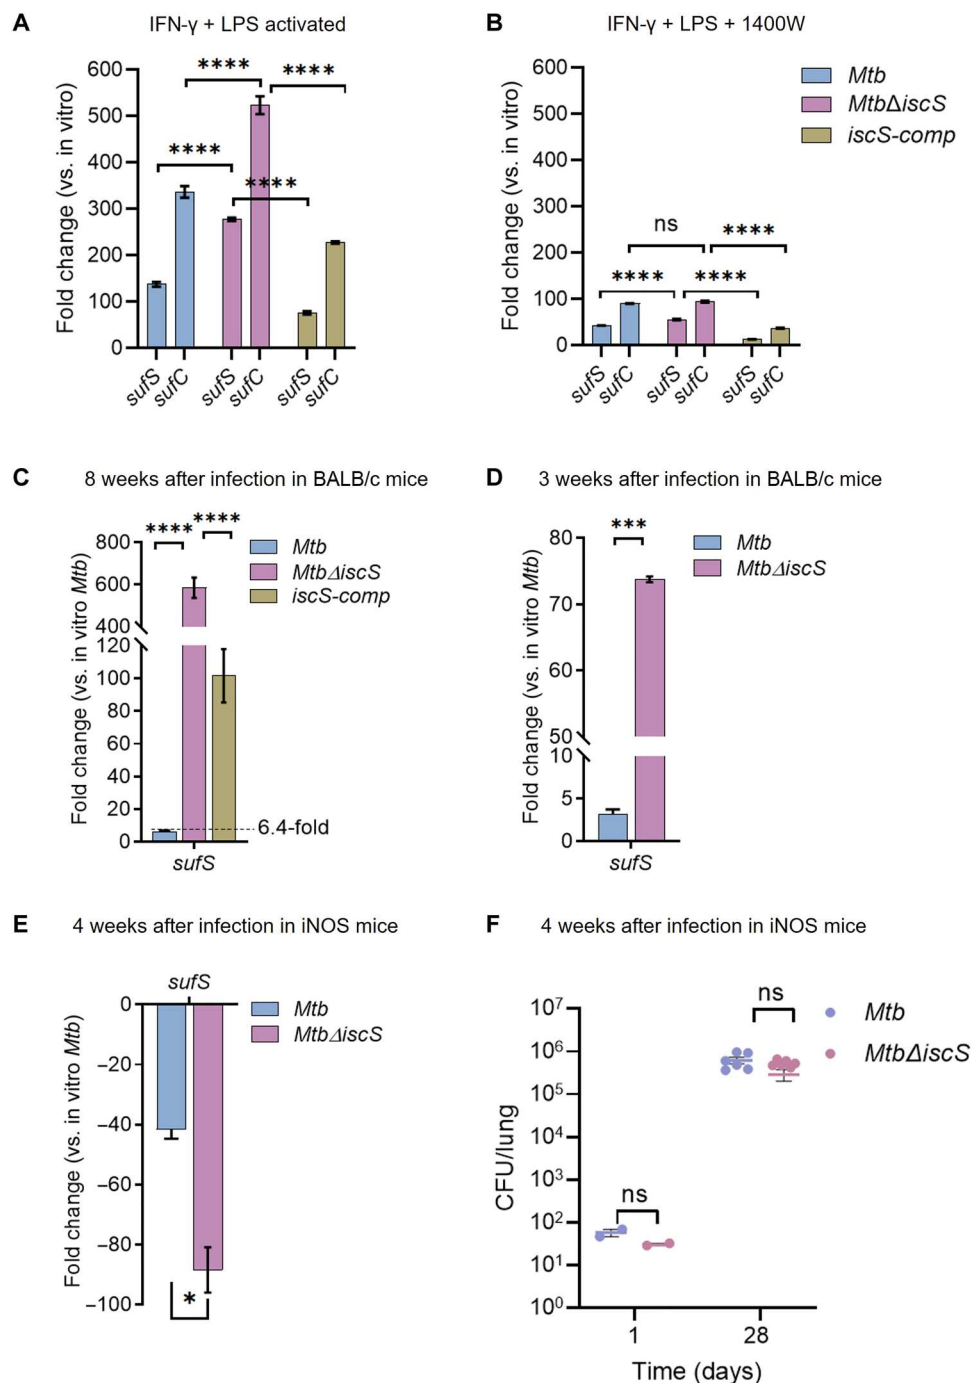 A IFN-γ + LPS activated
Fold change (vs. in vitro)
600
500
400
300
200
100
0
****
****
****
****
sufS
sufC
sufS
sufC
sufS
sufC
B IFN-γ + LPS + 1400W
Fold change (vs. in vitro)
600
500
400
300
200
100
0
ns
****
****
****
sufS
sufC
sufS
sufC
sufS
sufC
Mtb
MtbΔiscS
iscS-comp
C 8 weeks after infection in BALB/c mice
Fold change (vs. in vitro Mtb)
800
600
400
120
100
80
60
40
20
0
****
****
6.4-fold
sufS
Mtb
MtbΔiscS
iscS-comp
D 3 weeks after infection in BALB/c mice
Fold change (vs. in vitro Mtb)
80
70
60
50
10
5
0
***
sufS
Mtb
MtbΔiscS
E 4 weeks after infection in iNOS mice
Fold change (vs. in vitro Mtb)
sufS
0
−20
−40
−60
−80
−100
*
Mtb
MtbΔiscS
F 4 weeks after infection in iNOS mice
CFU/lung
10⁷
10⁶
10⁵
10⁴
10³
10²
10¹
10⁰
ns
ns
1
28
Time (days)
Mtb
MtbΔiscS